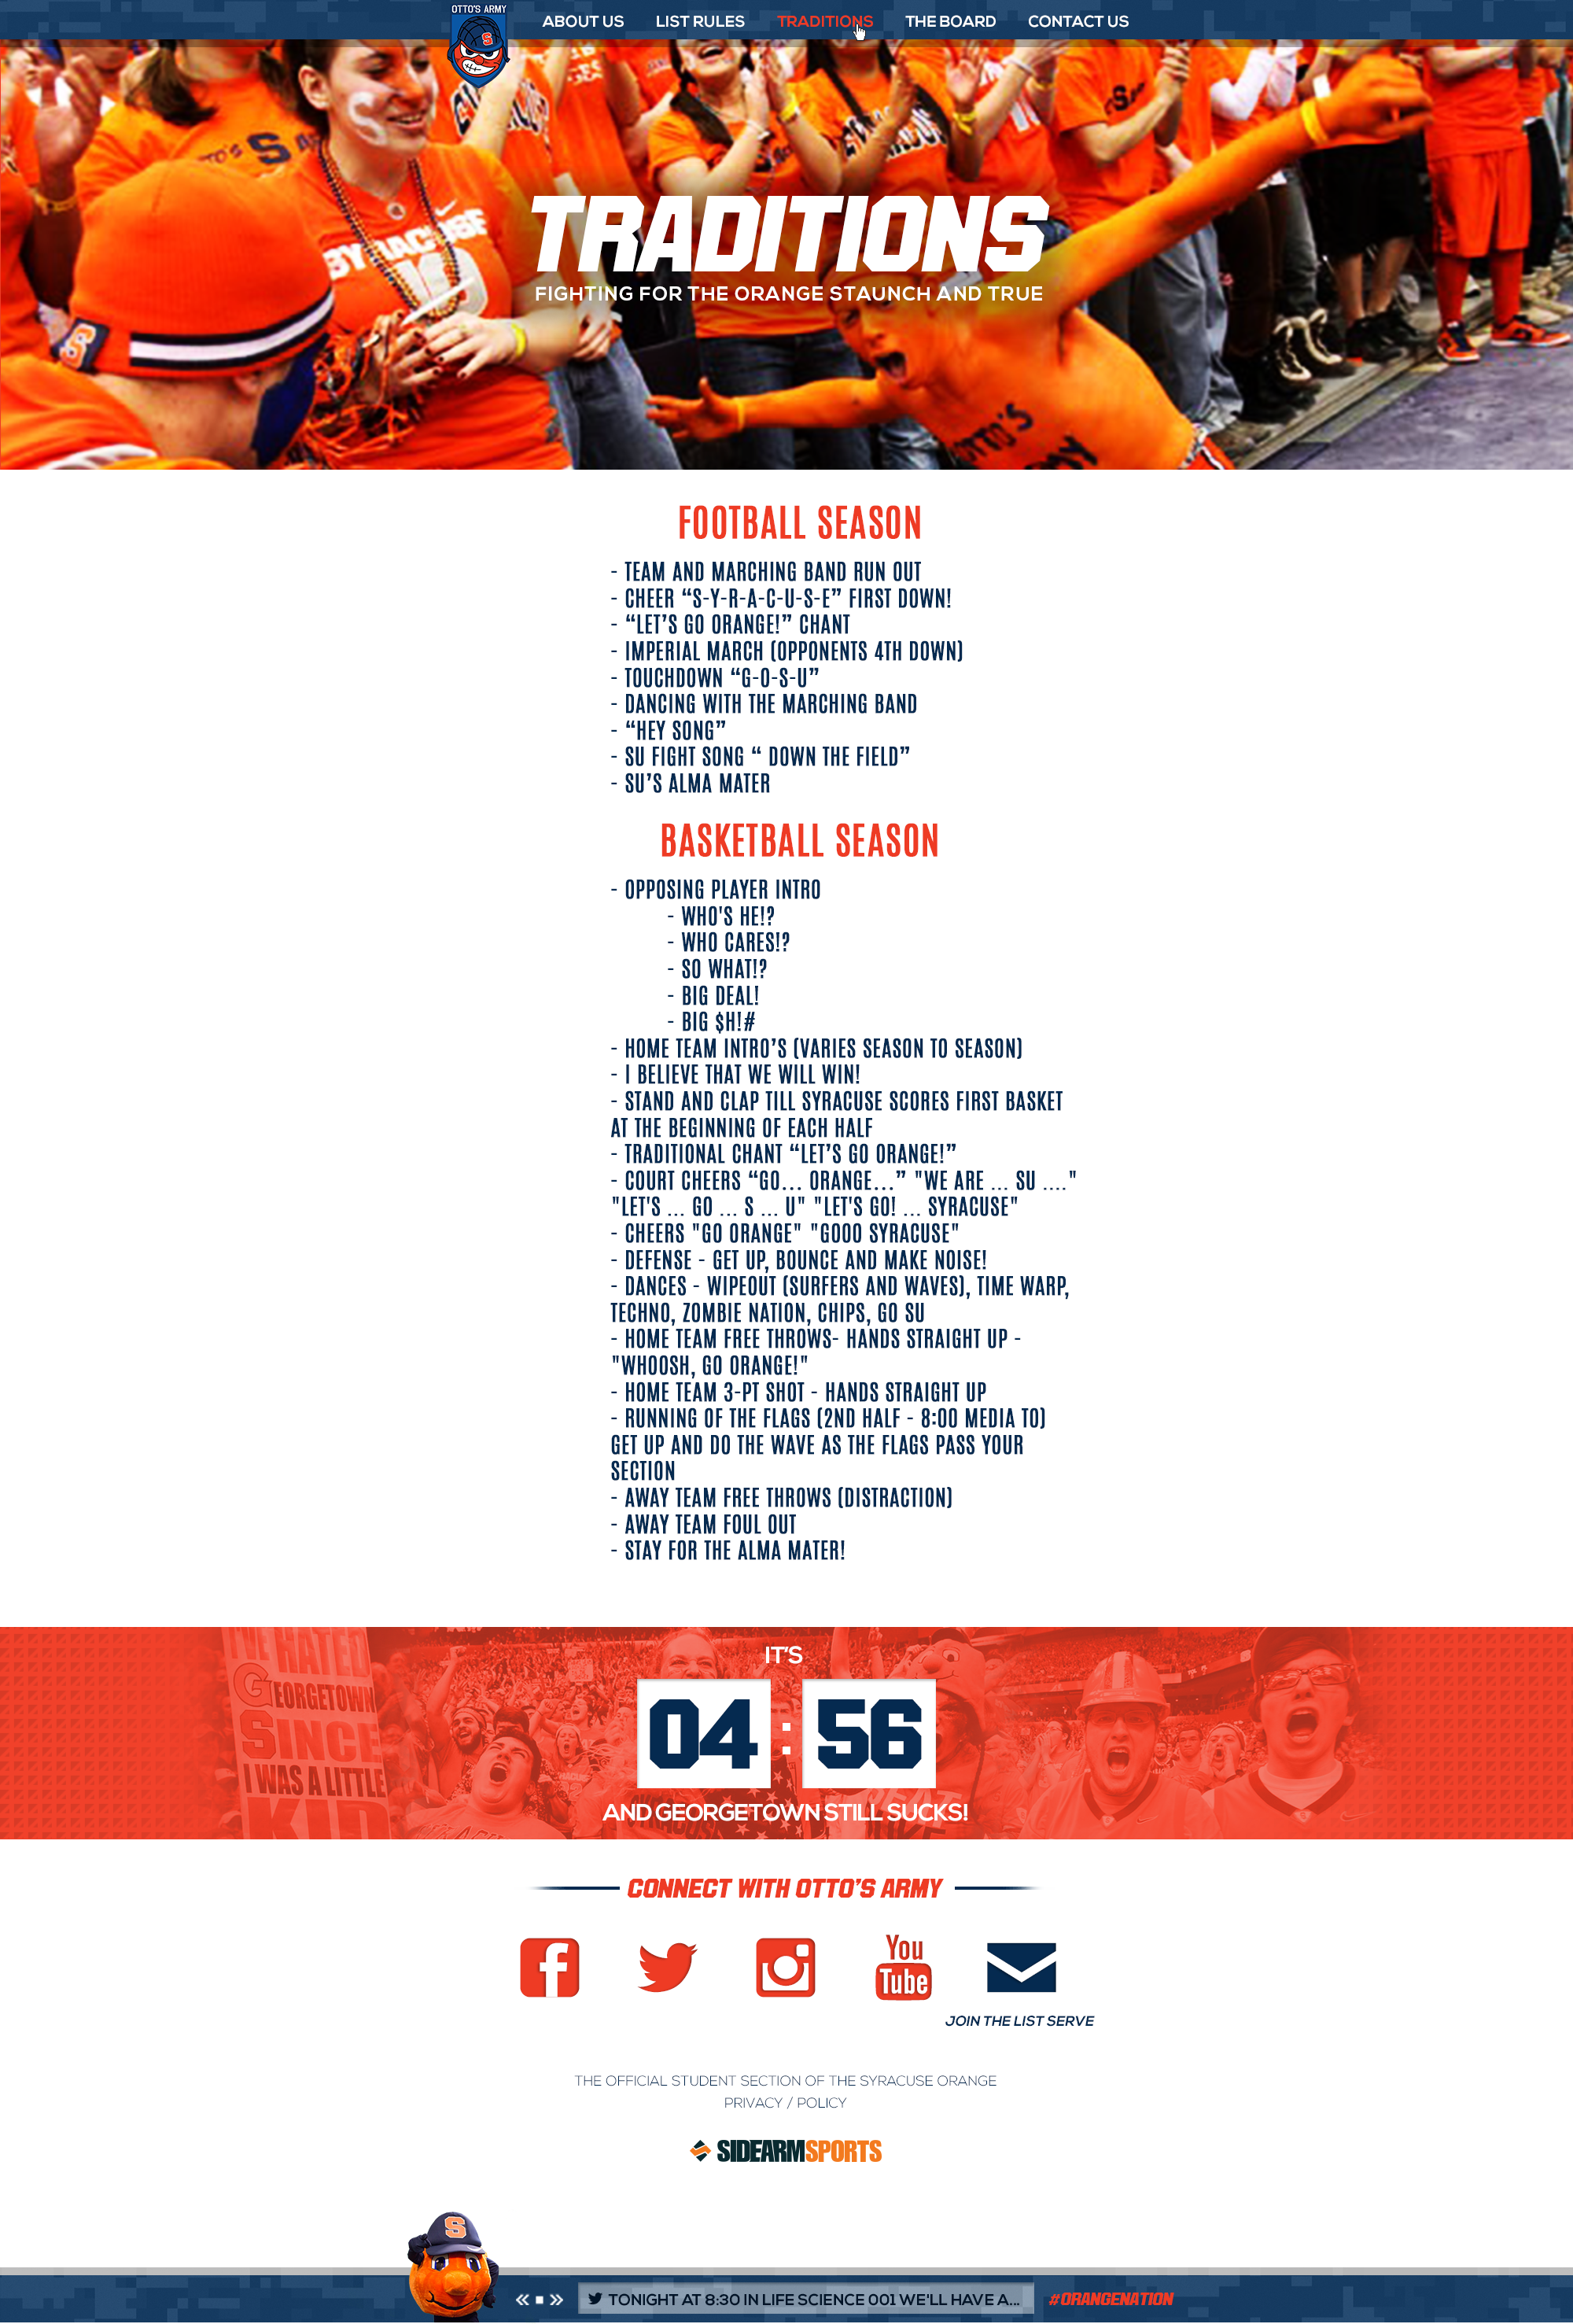 OTTO'S ARMY
ABOUT US LIST RULES TRADITIONS THE BOARD CONTACT US
S
TO'S S A
SYRACUSE
S
TRADITIONS
FIGHTING FOR THE ORANGE STAUNCH AND TRUE
OTTO'S
FOOTBALL SEASON
- TEAM AND MARCHING BAND RUN OUT
- CHEER “S-Y-R-A-C-U-S-E” FIRST DOWN!
- “LET’S GO ORANGE!” CHANT
- IMPERIAL MARCH (OPPONENTS 4TH DOWN)
- TOUCHDOWN “G-O-S-U”
- DANCING WITH THE MARCHING BAND
- “HEY SONG”
- SU FIGHT SONG “ DOWN THE FIELD”
- SU’S ALMA MATER
BASKETBALL SEASON
- OPPOSING PLAYER INTRO
- WHO'S HE!?
- WHO CARES!?
- SO WHAT!?
- BIG DEAL!
- BIG $H!#
- HOME TEAM INTRO’S (VARIES SEASON TO SEASON)
- I BELIEVE THAT WE WILL WIN!
- STAND AND CLAP TILL SYRACUSE SCORES FIRST BASKET
AT THE BEGINNING OF EACH HALF
- TRADITIONAL CHANT “LET’S GO ORANGE!”
- COURT CHEERS “GO... ORANGE...” "WE ARE ... SU ...."
"LET'S ... GO ... S ... U" "LET'S GO! ... SYRACUSE"
- CHEERS "GO ORANGE" "GOOO SYRACUSE"
- DEFENSE - GET UP, BOUNCE AND MAKE NOISE!
- DANCES - WIPEOUT (SURFERS AND WAVES), TIME WARP,
TECHNO, ZOMBIE NATION, CHIPS, GO SU
- HOME TEAM FREE THROWS- HANDS STRAIGHT UP -
"WHOOSH, GO ORANGE!"
- HOME TEAM 3-PT SHOT - HANDS STRAIGHT UP
- RUNNING OF THE FLAGS (2ND HALF - 8:00 MEDIA TO)
GET UP AND DO THE WAVE AS THE FLAGS PASS YOUR
SECTION
- AWAY TEAM FREE THROWS (DISTRACTION)
- AWAY TEAM FOUL OUT
- STAY FOR THE ALMA MATER!
I'VE HATED
GEORGETOWN
SINCE
I WAS A LITTLE
KID
IT’S
04 : 56
AND GEORGETOWN STILL SUCKS!
CONNECT WITH OTTO’S ARMY
You
Tube
JOIN THE LIST SERVE
THE OFFICIAL STUDENT SECTION OF THE SYRACUSE ORANGE
PRIVACY / POLICY
SIDEARMSPORTS
S
TONIGHT AT 8:30 IN LIFE SCIENCE 001 WE'LL HAVE A...
#ORANGENATION